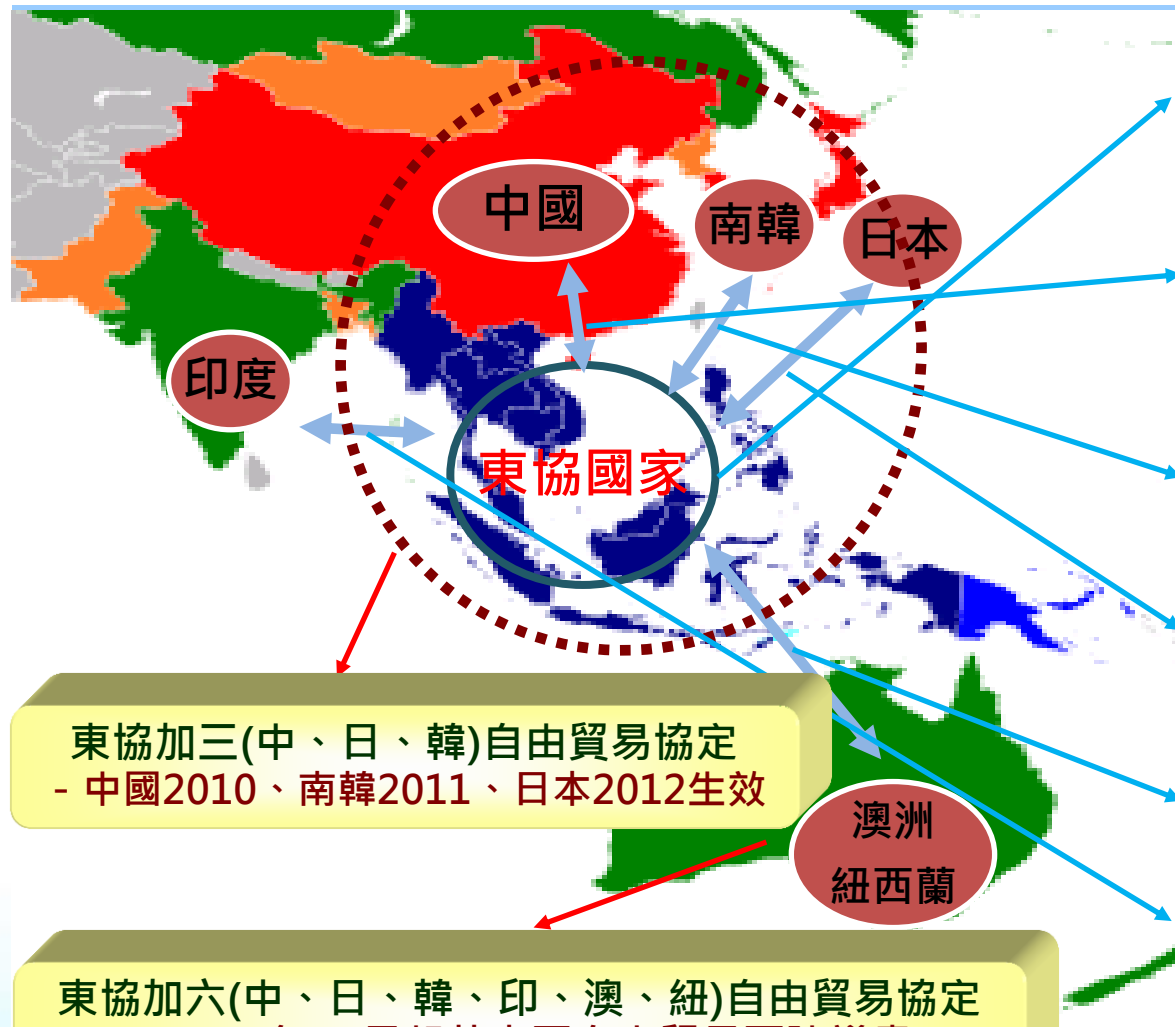 中國
南韓
日本
印度
東協國家
東協加三(中、日、韓)自由貿易協定
- 中國2010、南韓2011、日本2012生效
澳洲
紐西蘭
東協加六(中、日、韓、印、澳、紐)自由貿易協定